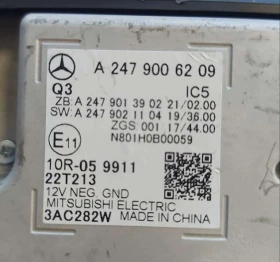 A 247 900 6209
Q3 IC5
ZB: A 247 901 39 02 21/02.00
SW: A 247 902 11 04 19/36.00
ZGS 001 17/44.00
E11 N801H0B00059
10R-05 9911
22T213
12V NEG. GND
MITSUBISHI ELECTRIC
3AC282W MADE IN CHINA